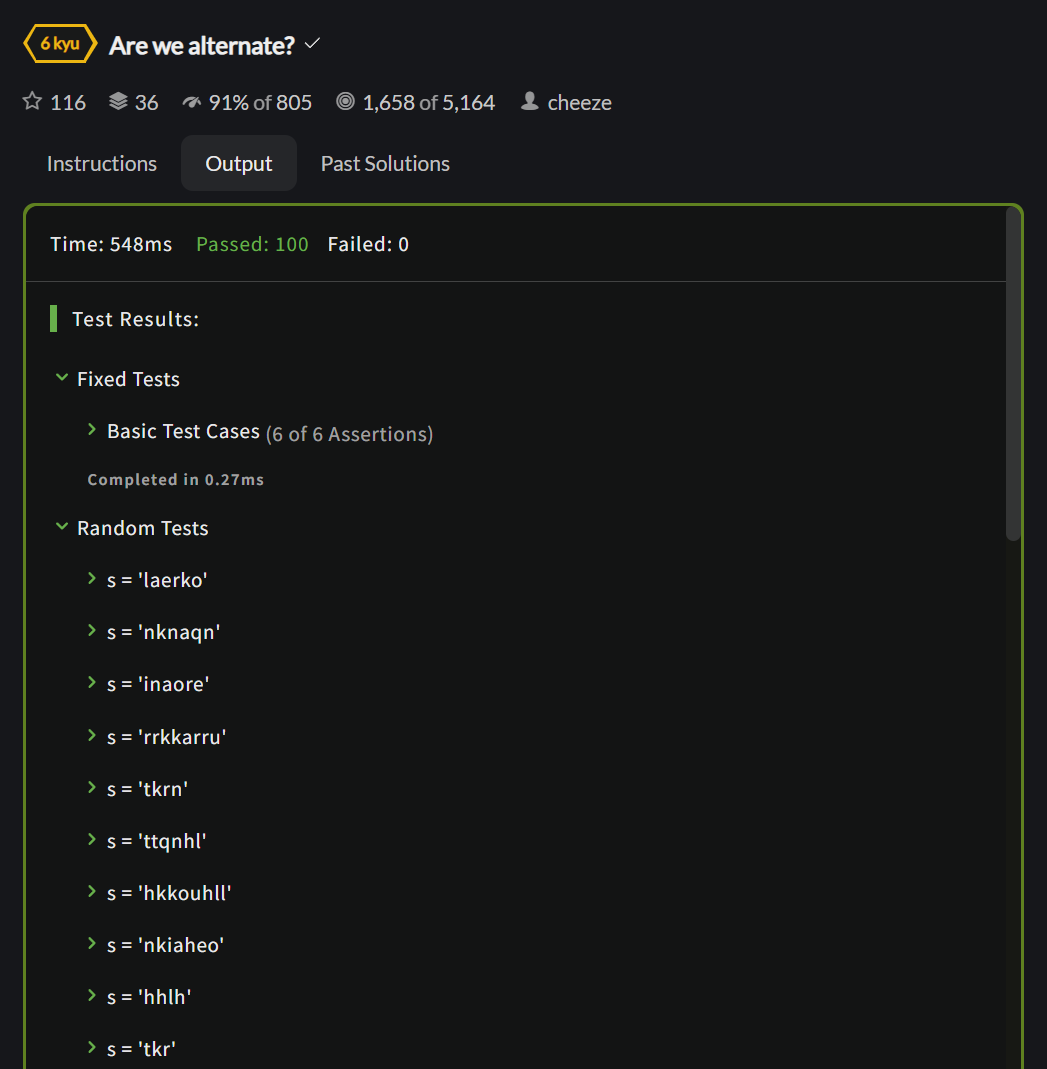 6 kyu Are we alternate?
116 36 91% of 805 1,658 of 5,164 cheeze
Instructions Output Past Solutions
Time: 548ms Passed: 100 Failed: 0
Test Results:
Fixed Tests
Basic Test Cases (6 of 6 Assertions)
Completed in 0.27ms
Random Tests
s = 'laerko'
s = 'nknaqn'
s = 'inaore'
s = 'rrkkarru'
s = 'tkrn'
s = 'ttqnhl'
s = 'hkkouhll'
s = 'nkiaheo'
s = 'hhlh'
s = 'tkr'